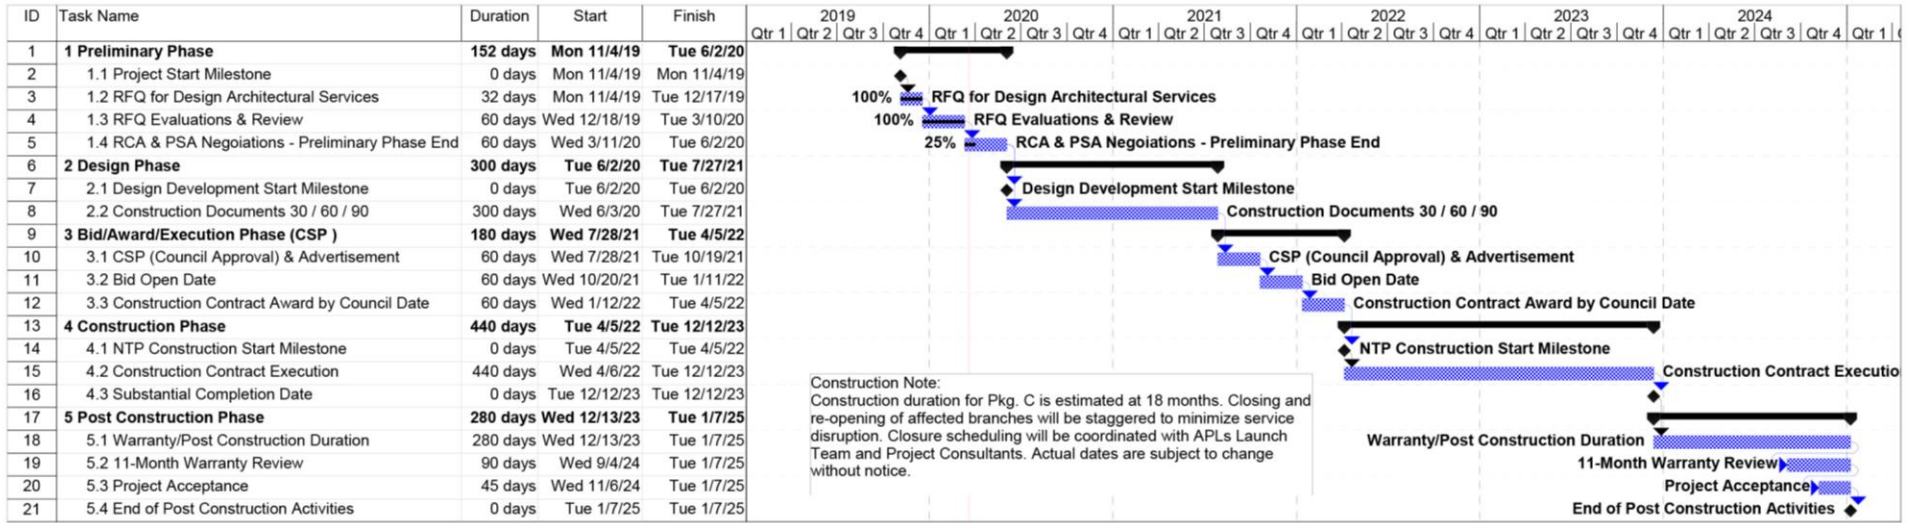 ID Task Name Duration Start Finish 2019 2020 2021 2022 2023 2024
Qtr 1 Qtr 2 Qtr 3 Qtr 4 Qtr 1 Qtr 2 Qtr 3 Qtr 4 Qtr 1 Qtr 2 Qtr 3 Qtr 4 Qtr 1 Qtr 2 Qtr 3 Qtr 4 Qtr 1 Qtr 2 Qtr 3 Qtr 4 Qtr 1 Qtr 2 Qtr 3 Qtr 4 Qtr 1
1 1 Preliminary Phase 152 days Mon 11/4/19 Tue 6/2/20
2 1.1 Project Start Milestone 0 days Mon 11/4/19 Mon 11/4/19
3 1.2 RFQ for Design Architectural Services 32 days Mon 11/4/19 Tue 12/17/19 100% RFQ for Design Architectural Services
4 1.3 RFQ Evaluations & Review 60 days Wed 12/18/19 Tue 3/10/20 100% RFQ Evaluations & Review
5 1.4 RCA & PSA Negoiations - Preliminary Phase End 60 days Wed 3/11/20 Tue 6/2/20 25% RCA & PSA Negoiations - Preliminary Phase End
6 2 Design Phase 300 days Tue 6/2/20 Tue 7/27/21
7 2.1 Design Development Start Milestone 0 days Tue 6/2/20 Tue 6/2/20 Design Development Start Milestone
8 2.2 Construction Documents 30 / 60 / 90 300 days Wed 6/3/20 Tue 7/27/21 Construction Documents 30 / 60 / 90
9 3 Bid/Award/Execution Phase (CSP ) 180 days Wed 7/28/21 Tue 4/5/22
10 3.1 CSP (Council Approval) & Advertisement 60 days Wed 7/28/21 Tue 10/19/21 CSP (Council Approval) & Advertisement
11 3.2 Bid Open Date 60 days Wed 10/20/21 Tue 1/11/22 Bid Open Date
12 3.3 Construction Contract Award by Council Date 60 days Wed 1/12/22 Tue 4/5/22 Construction Contract Award by Council Date
13 4 Construction Phase 440 days Tue 4/5/22 Tue 12/12/23
14 4.1 NTP Construction Start Milestone 0 days Tue 4/5/22 Tue 4/5/22 NTP Construction Start Milestone
15 4.2 Construction Contract Execution 440 days Wed 4/6/22 Tue 12/12/23 Construction Contract Executio
16 4.3 Substantial Completion Date 0 days Tue 12/12/23 Tue 12/12/23
17 5 Post Construction Phase 280 days Wed 12/13/23 Tue 1/7/25
18 5.1 Warranty/Post Construction Duration 280 days Wed 12/13/23 Tue 1/7/25 Warranty/Post Construction Duration
19 5.2 11-Month Warranty Review 90 days Wed 9/4/24 Tue 1/7/25 11-Month Warranty Review
20 5.3 Project Acceptance 45 days Wed 11/6/24 Tue 1/7/25 Project Acceptance
21 5.4 End of Post Construction Activities 0 days Tue 1/7/25 Tue 1/7/25 End of Post Construction Activities
Construction Note:
Construction duration for Pkg. C is estimated at 18 months. Closing and
re-opening of affected branches will be staggered to minimize service
disruption. Closure scheduling will be coordinated with APLs Launch
Team and Project Consultants. Actual dates are subject to change
without notice.